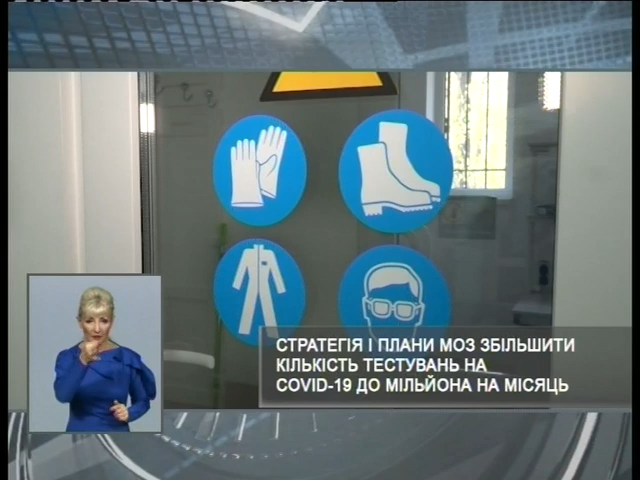 СТРАТЕГІЯ І ПЛАНИ МОЗ ЗБІЛЬШИТИ
КІЛЬКІСТЬ ТЕСТУВАНЬ НА
COVID-19 ДО МІЛЬЙОНА НА МІСЯЦЬ